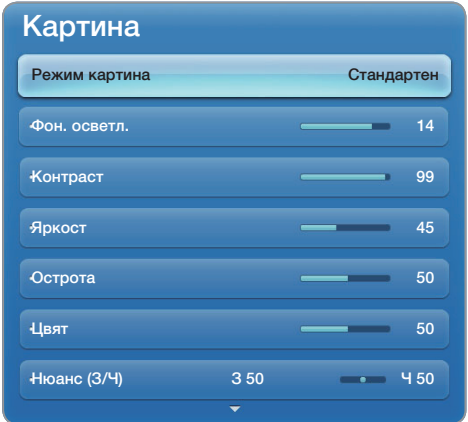 Картина
Режим картина Стандартен
·Фон. осветл. 14
·Контраст 99
·Яркост 45
·Острота 50
·Цвят 50
·Нюанс (З/Ч) З 50 Ч 50